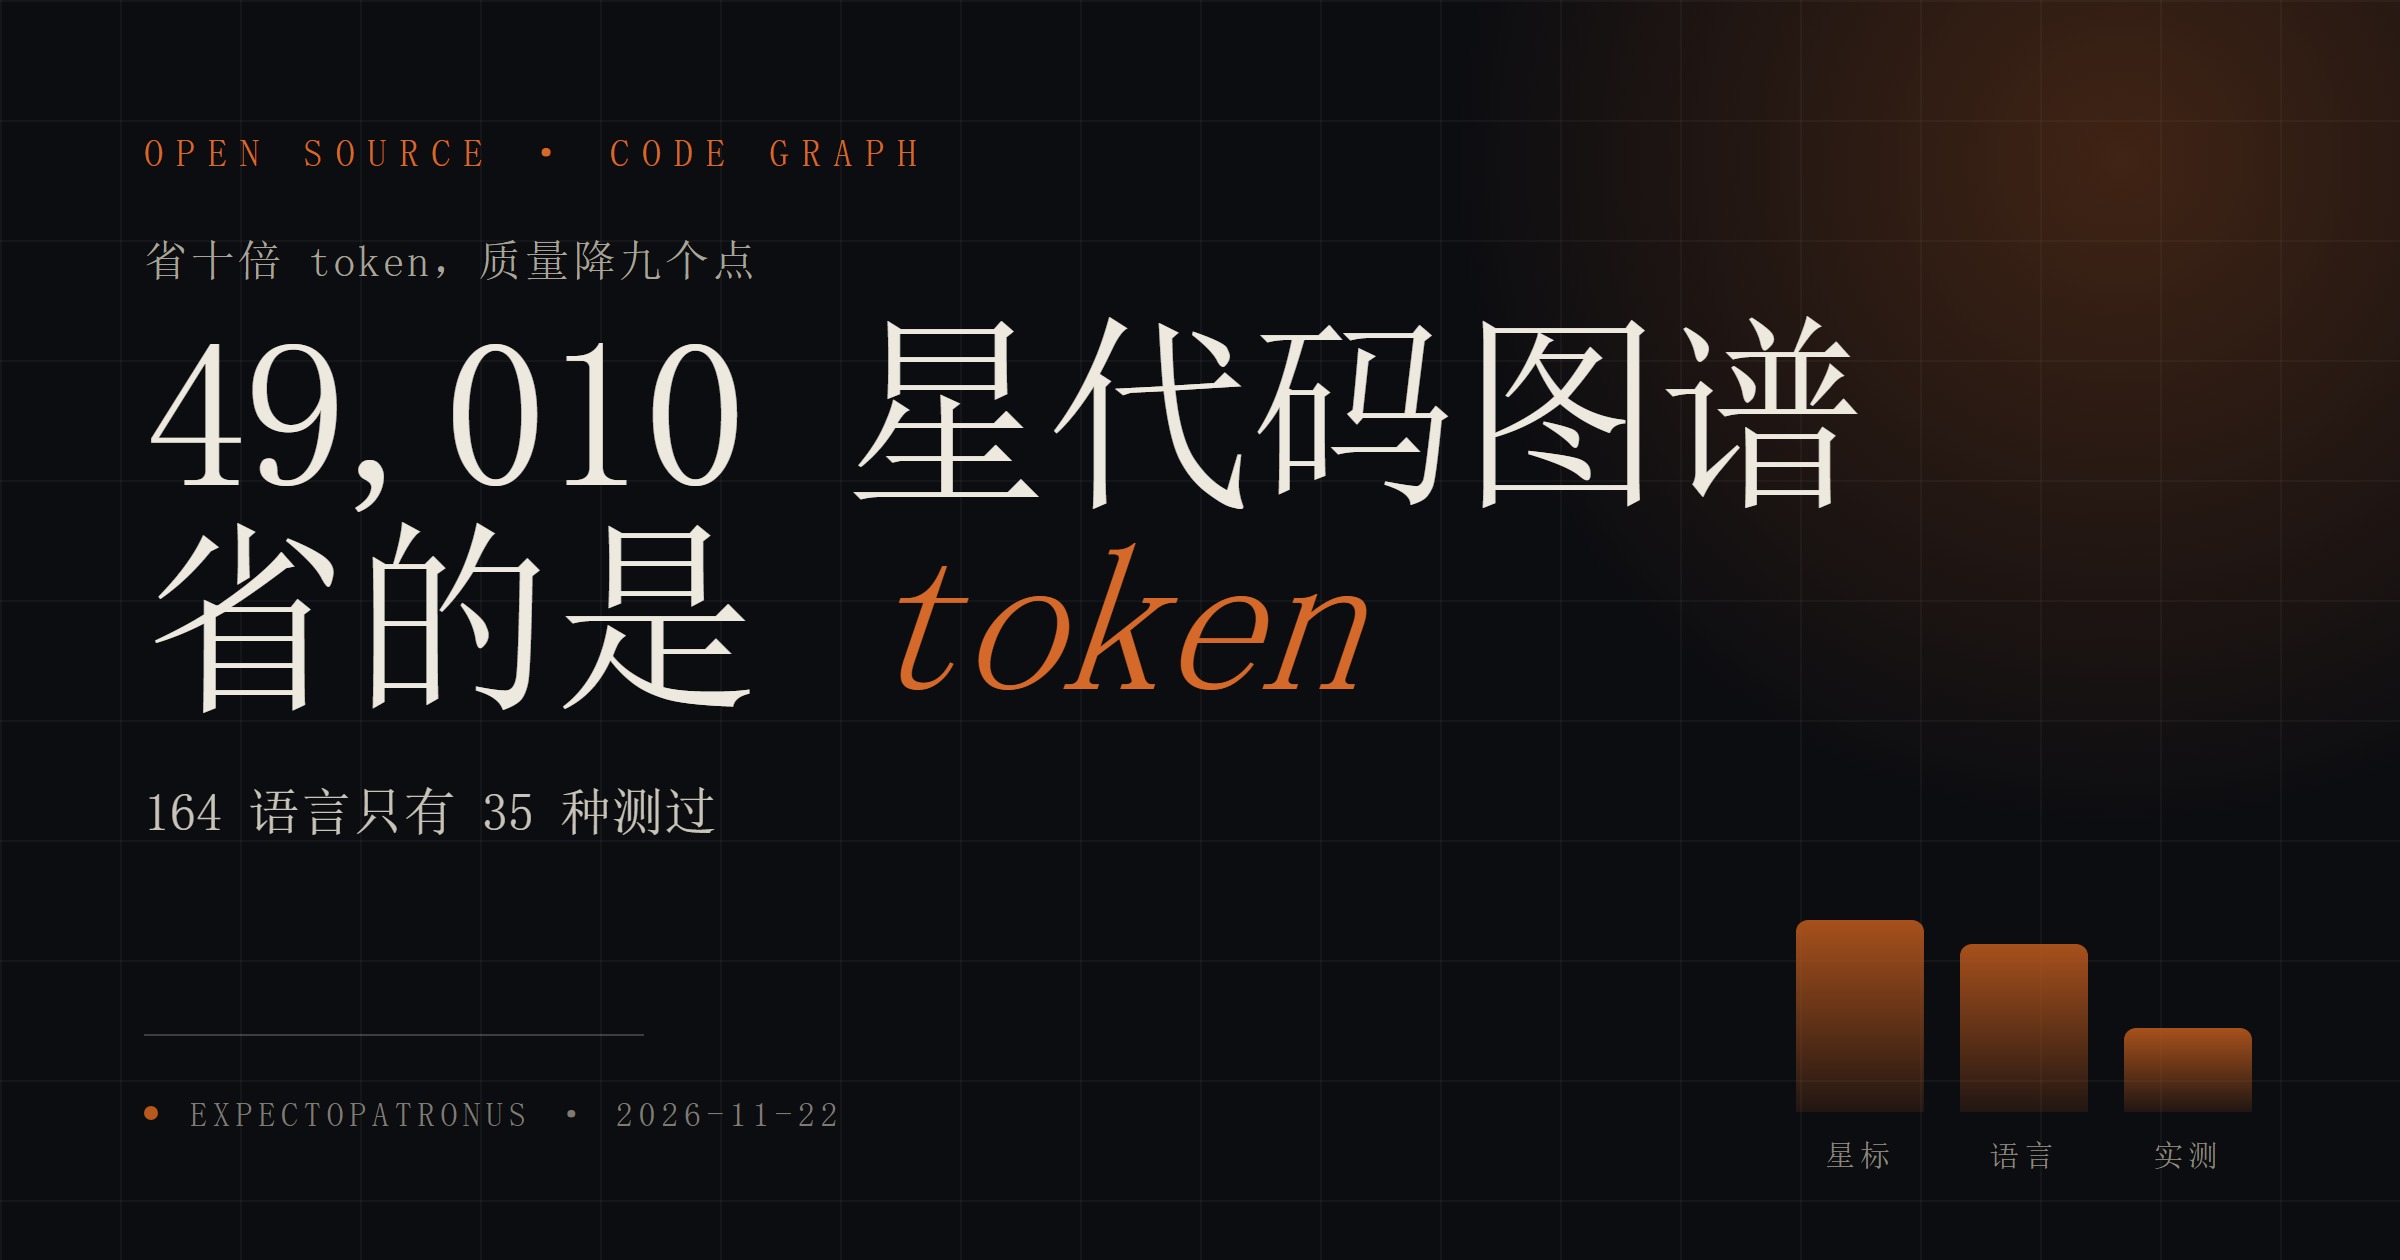 OPEN SOURCE • CODE GRAPH
省十倍 token，质量降九个点
49,010 星代码图谱
省的是 token
164 语言只有 35 种测过
EXPECTOPATRONUS • 2026-11-22
星标 语言 实测